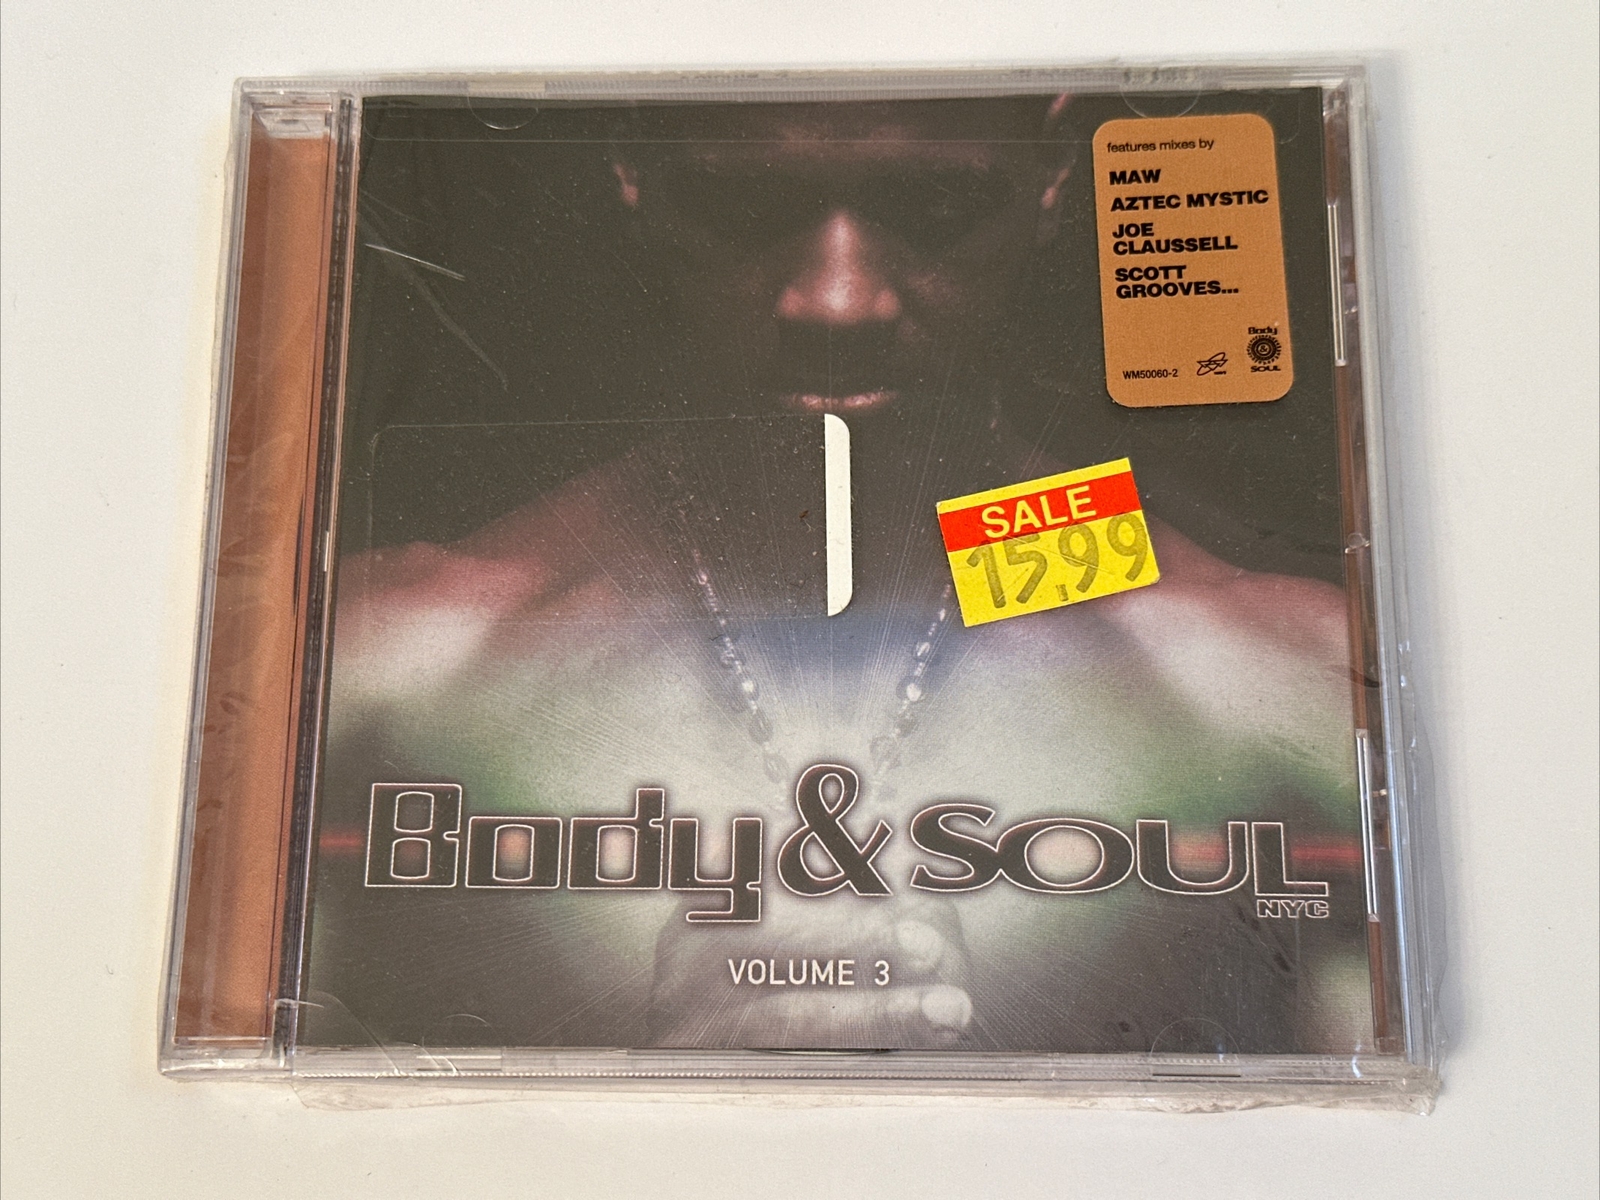 features mixes by
MAW
AZTEC MYSTIC
JOE
CLAUSSELL
SCOTT
GROOVES...
Body
&
SOUL
WM50060-2
SALE
15,99
Body & SOUL
NYC
VOLUME 3